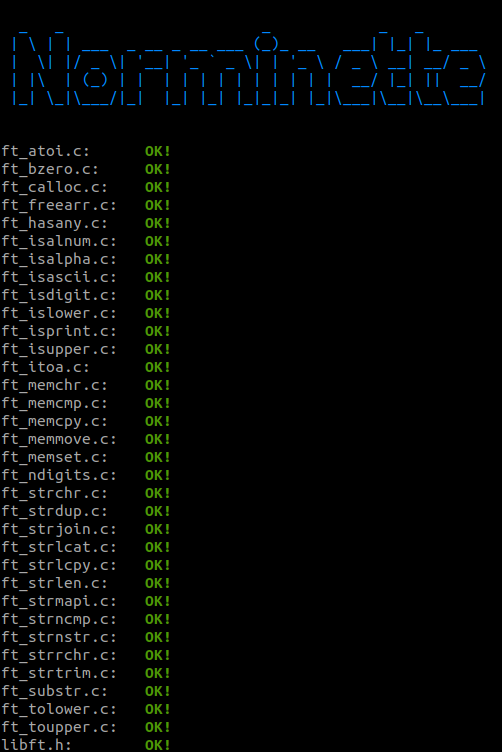 Norminette
ft_atoi.c: OK!
ft_bzero.c: OK!
ft_calloc.c: OK!
ft_freearr.c: OK!
ft_hasany.c: OK!
ft_isalnum.c: OK!
ft_isalpha.c: OK!
ft_isascii.c: OK!
ft_isdigit.c: OK!
ft_islower.c: OK!
ft_isprint.c: OK!
ft_isupper.c: OK!
ft_itoa.c: OK!
ft_memchr.c: OK!
ft_memcmp.c: OK!
ft_memcpy.c: OK!
ft_memmove.c: OK!
ft_memset.c: OK!
ft_ndigits.c: OK!
ft_strchr.c: OK!
ft_strdup.c: OK!
ft_strjoin.c: OK!
ft_strlcat.c: OK!
ft_strlcpy.c: OK!
ft_strlen.c: OK!
ft_strmapi.c: OK!
ft_strncmp.c: OK!
ft_strnstr.c: OK!
ft_strrchr.c: OK!
ft_strtrim.c: OK!
ft_substr.c: OK!
ft_tolower.c: OK!
ft_toupper.c: OK!
libft.h: OK!